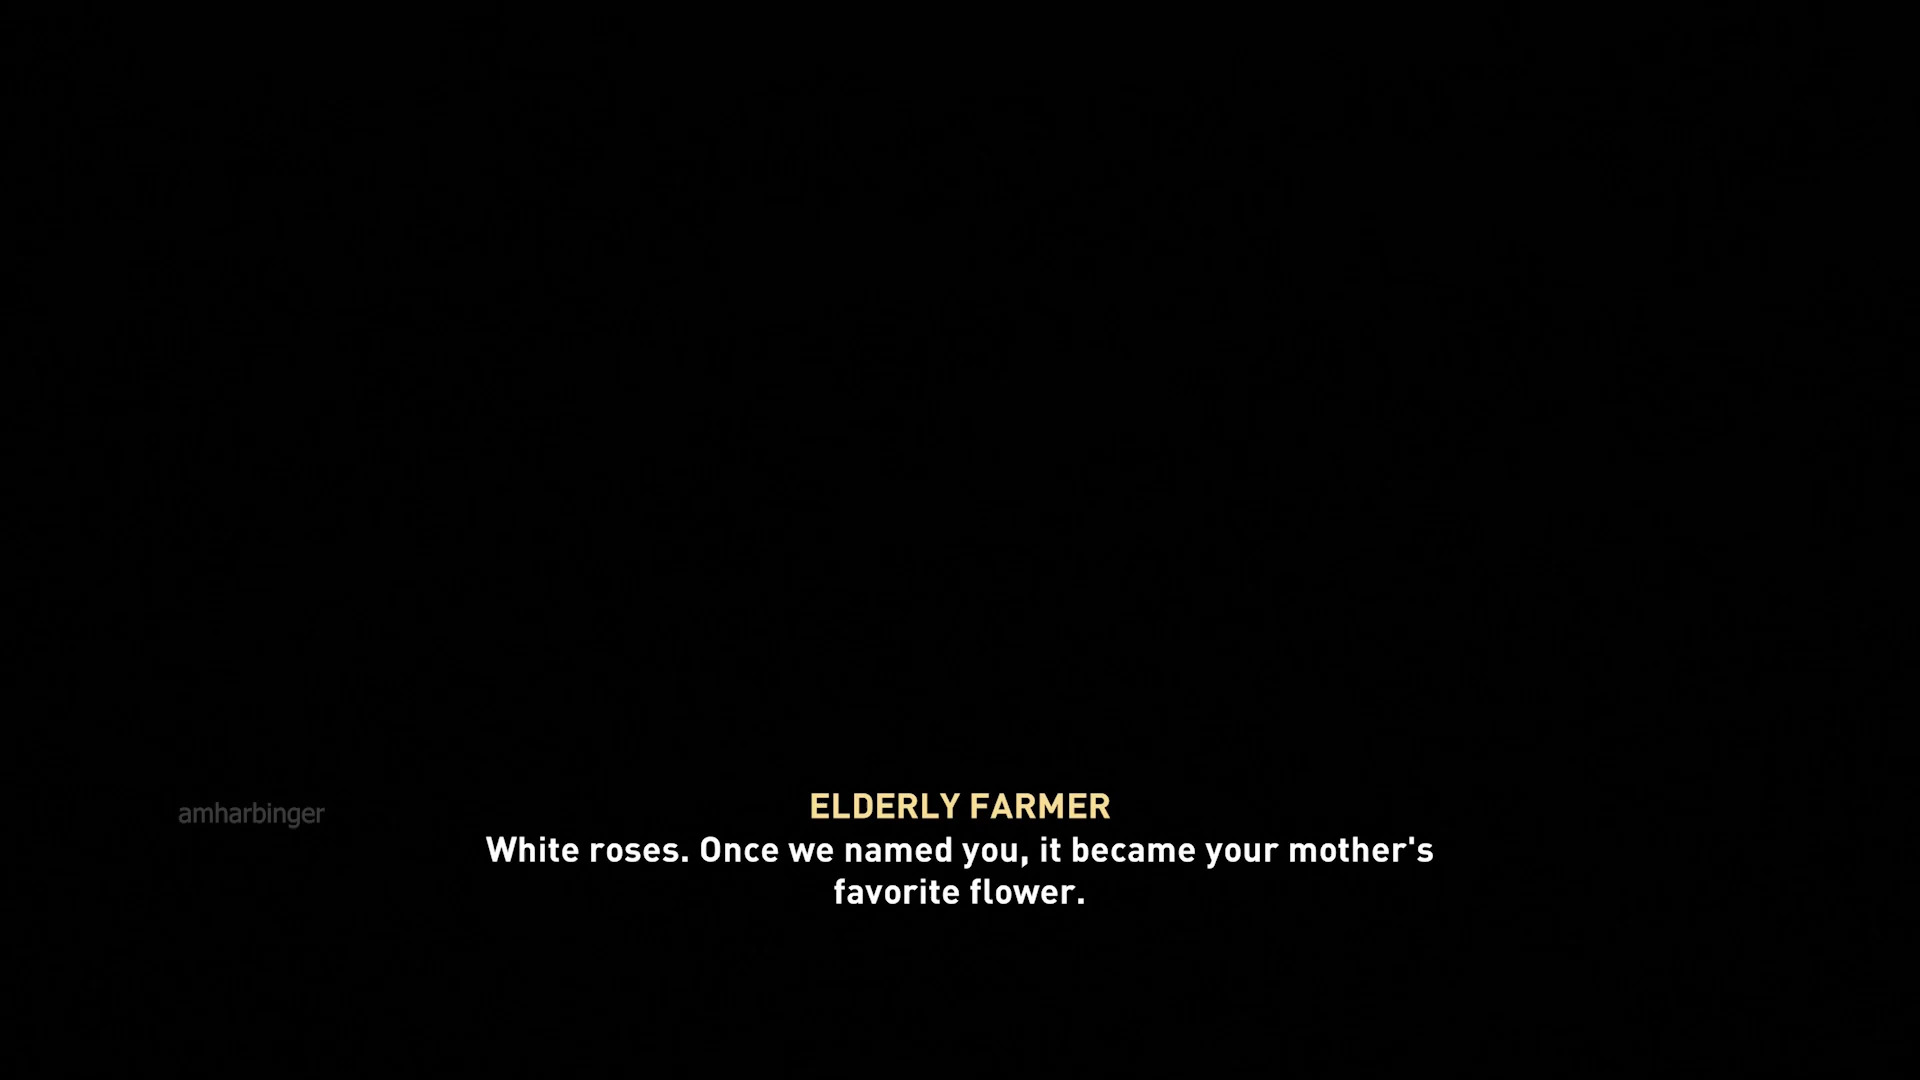 ELDERLY FARMER
amharbinger
White roses. Once we named you, it became your mother's
favorite flower.